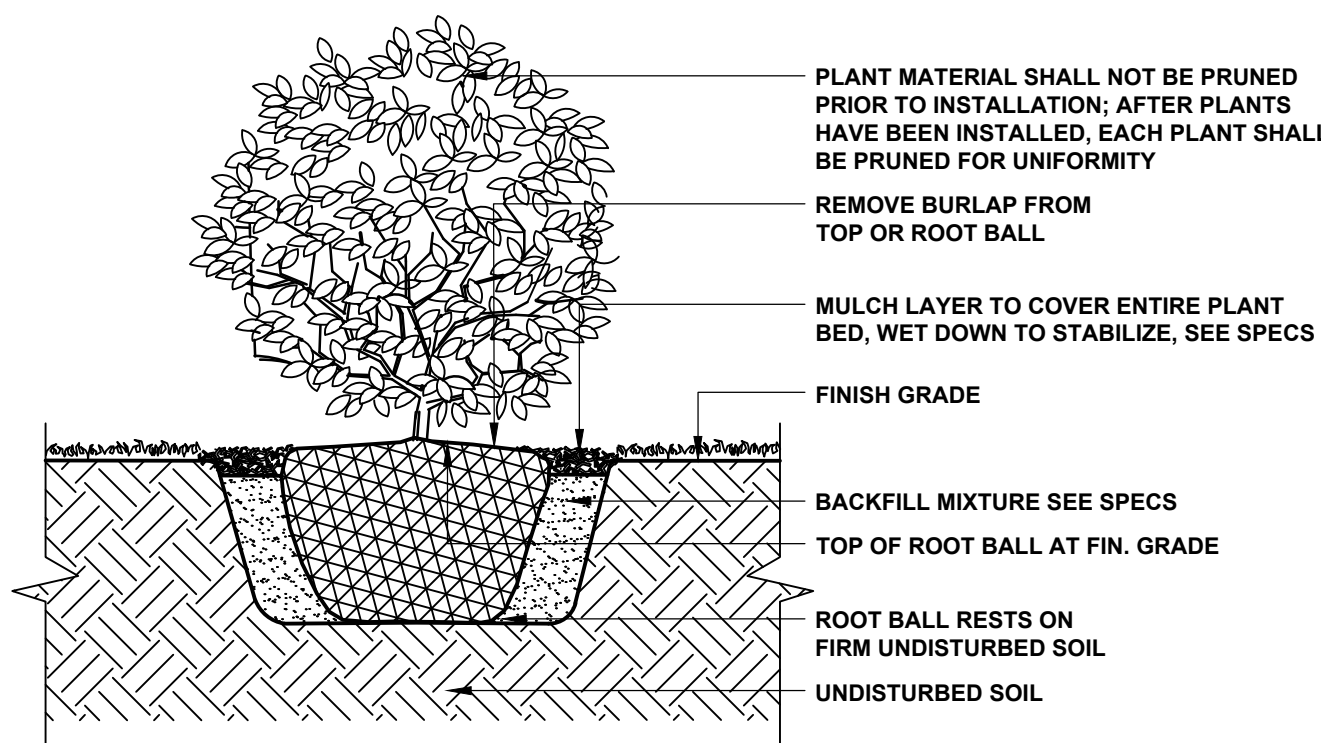 PLANT MATERIAL SHALL NOT BE PRUNED
PRIOR TO INSTALLATION; AFTER PLANTS
HAVE BEEN INSTALLED, EACH PLANT SHALL
BE PRUNED FOR UNIFORMITY
REMOVE BURLAP FROM
TOP OR ROOT BALL
MULCH LAYER TO COVER ENTIRE PLANT
BED, WET DOWN TO STABILIZE, SEE SPECS
FINISH GRADE
BACKFILL MIXTURE SEE SPECS
TOP OF ROOT BALL AT FIN. GRADE
ROOT BALL RESTS ON
FIRM UNDISTURBED SOIL
UNDISTURBED SOIL